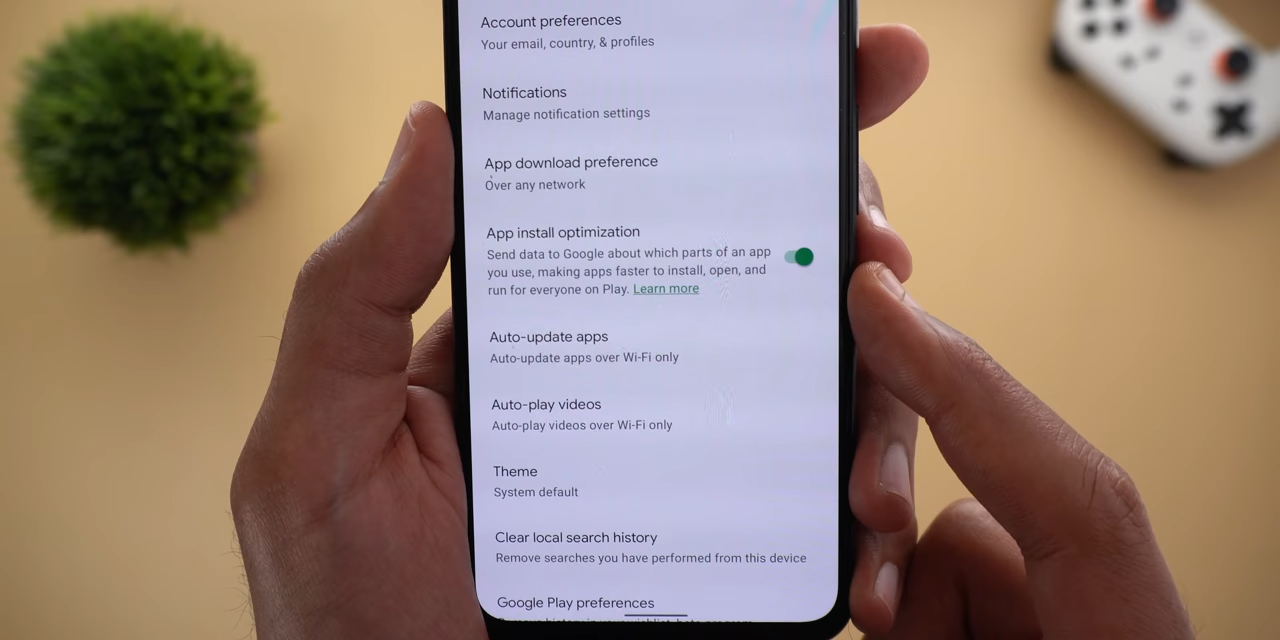 Account preferences
Your email, country, & profiles
Notifications
Manage notification settings
App download preference
Over any network
App install optimization
Send data to Google about which parts of an app
you use, making apps faster to install, open, and
run for everyone on Play. Learn more
Auto-update apps
Auto-update apps over Wi-Fi only
Auto-play videos
Auto-play videos over Wi-Fi only
Theme
System default
Clear local search history
Remove searches you have performed from this device
Google Play preferences